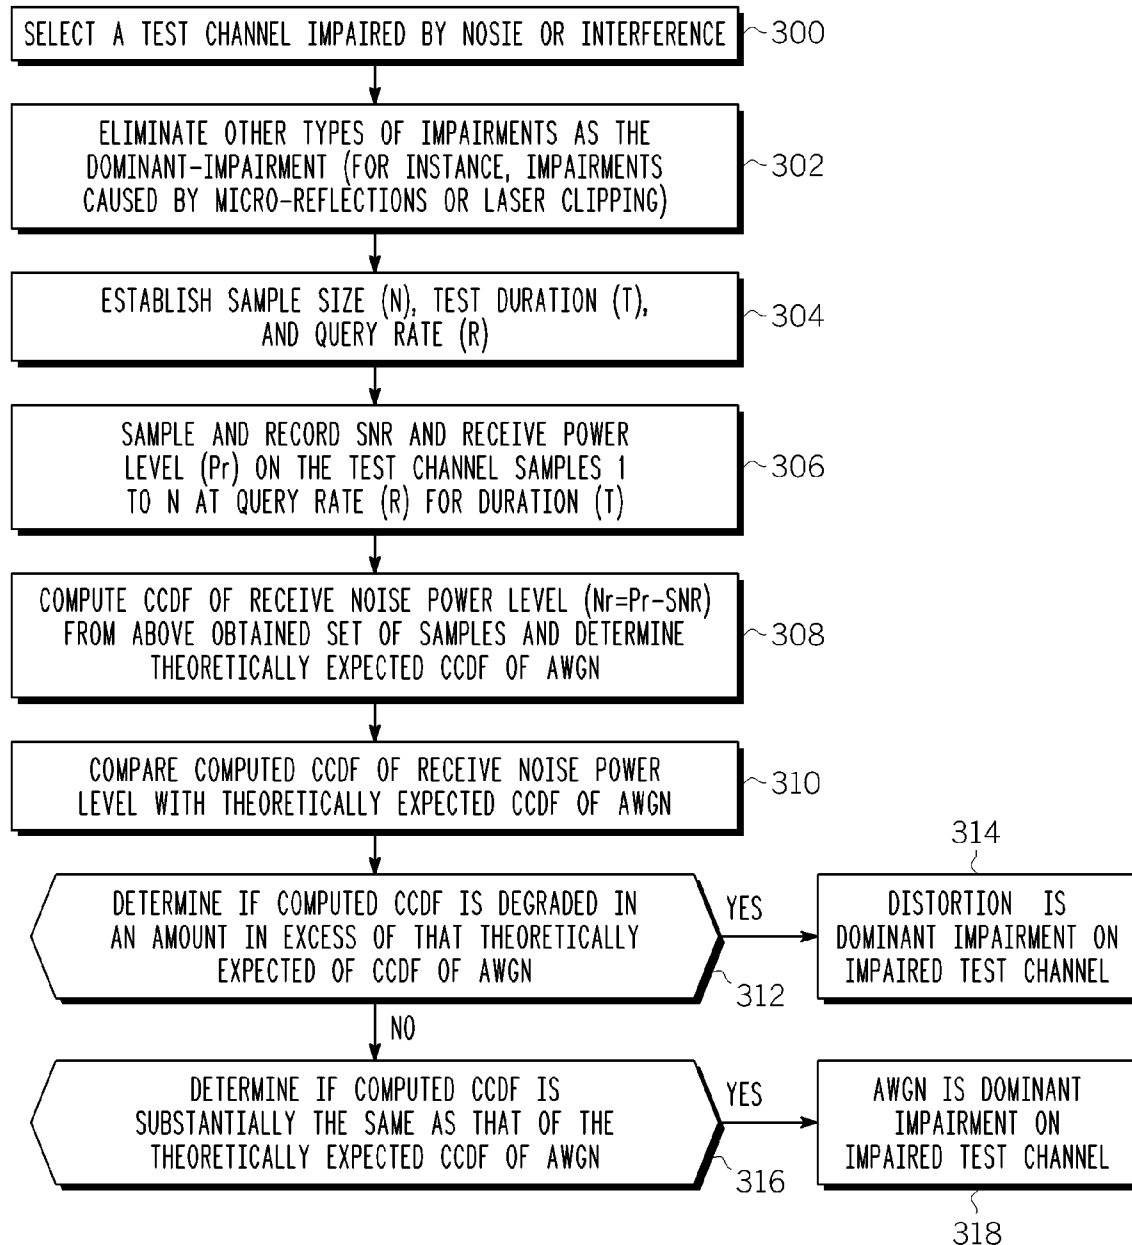 SELECT A TEST CHANNEL IMPAIRED BY NOSIE OR INTERFERENCE
300
ELIMINATE OTHER TYPES OF IMPAIRMENTS AS THE
DOMINANT-IMPAIRMENT (FOR INSTANCE, IMPAIRMENTS
CAUSED BY MICRO-REFLECTIONS OR LASER CLIPPING)
302
ESTABLISH SAMPLE SIZE (N), TEST DURATION (T),
AND QUERY RATE (R)
304
SAMPLE AND RECORD SNR AND RECEIVE POWER
LEVEL (Pr) ON THE TEST CHANNEL SAMPLES 1
TO N AT QUERY RATE (R) FOR DURATION (T)
306
COMPUTE CCDF OF RECEIVE NOISE POWER LEVEL (Nr=Pr-SNR)
FROM ABOVE OBTAINED SET OF SAMPLES AND DETERMINE
THEORETICALLY EXPECTED CCDF OF AWGN
308
COMPARE COMPUTED CCDF OF RECEIVE NOISE POWER
LEVEL WITH THEORETICALLY EXPECTED CCDF OF AWGN
310
DETERMINE IF COMPUTED CCDF IS DEGRADED IN
AN AMOUNT IN EXCESS OF THAT THEORETICALLY
EXPECTED OF CCDF OF AWGN
312
YES
314
DISTORTION IS
DOMINANT IMPAIRMENT ON
IMPAIRED TEST CHANNEL
NO
DETERMINE IF COMPUTED CCDF IS
SUBSTANTIALLY THE SAME AS THAT OF THE
THEORETICALLY EXPECTED CCDF OF AWGN
316
YES
AWGN IS DOMINANT
IMPAIRMENT ON
IMPAIRED TEST CHANNEL
318